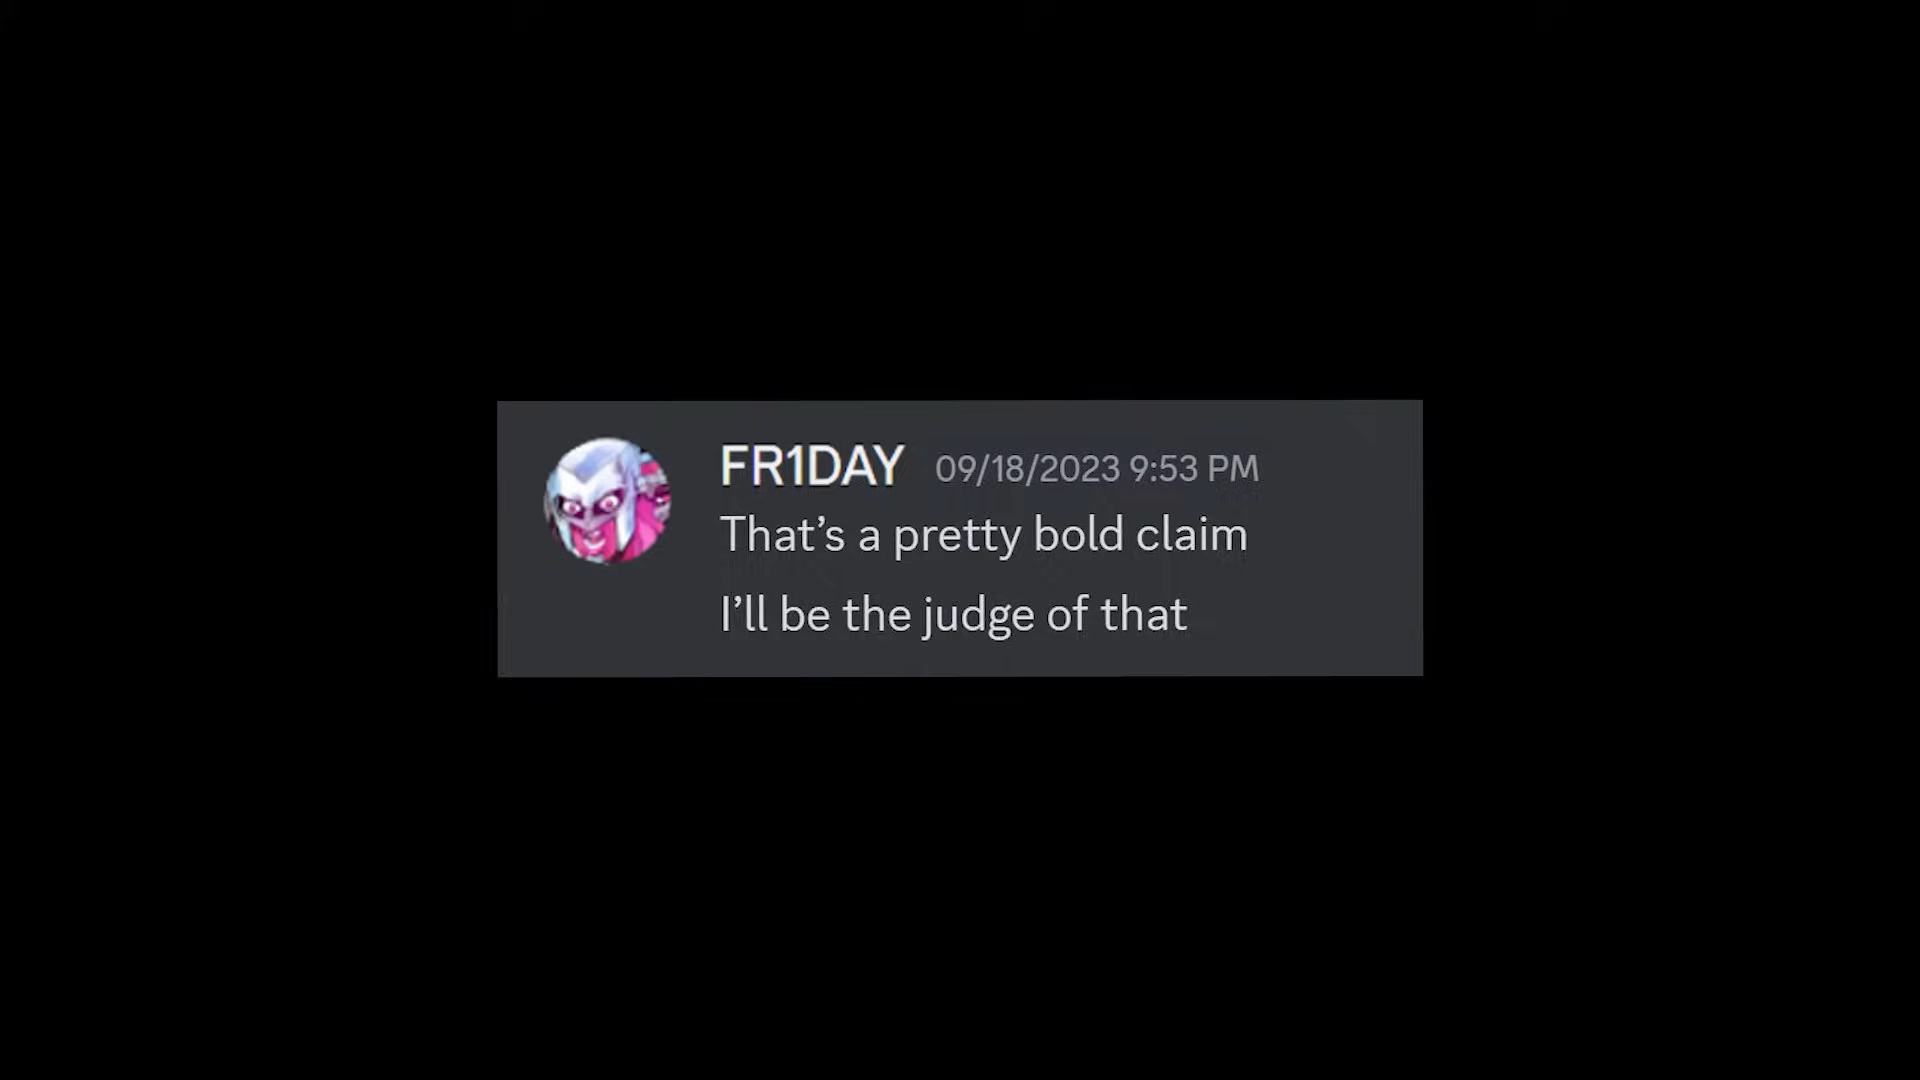 FR1DAY 09/18/2023 9:53 PM
That’s a pretty bold claim
I’ll be the judge of that